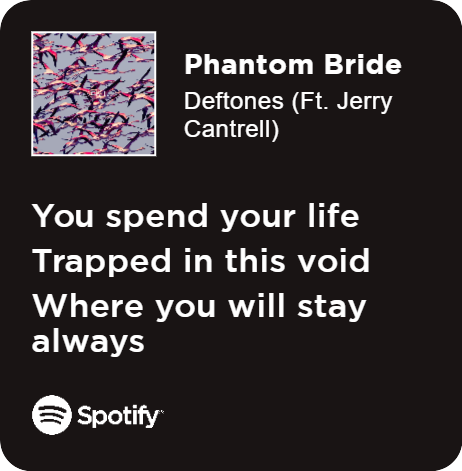 Phantom Bride
Deftones (Ft. Jerry
Cantrell)
You spend your life
Trapped in this void
Where you will stay
always
Spotify